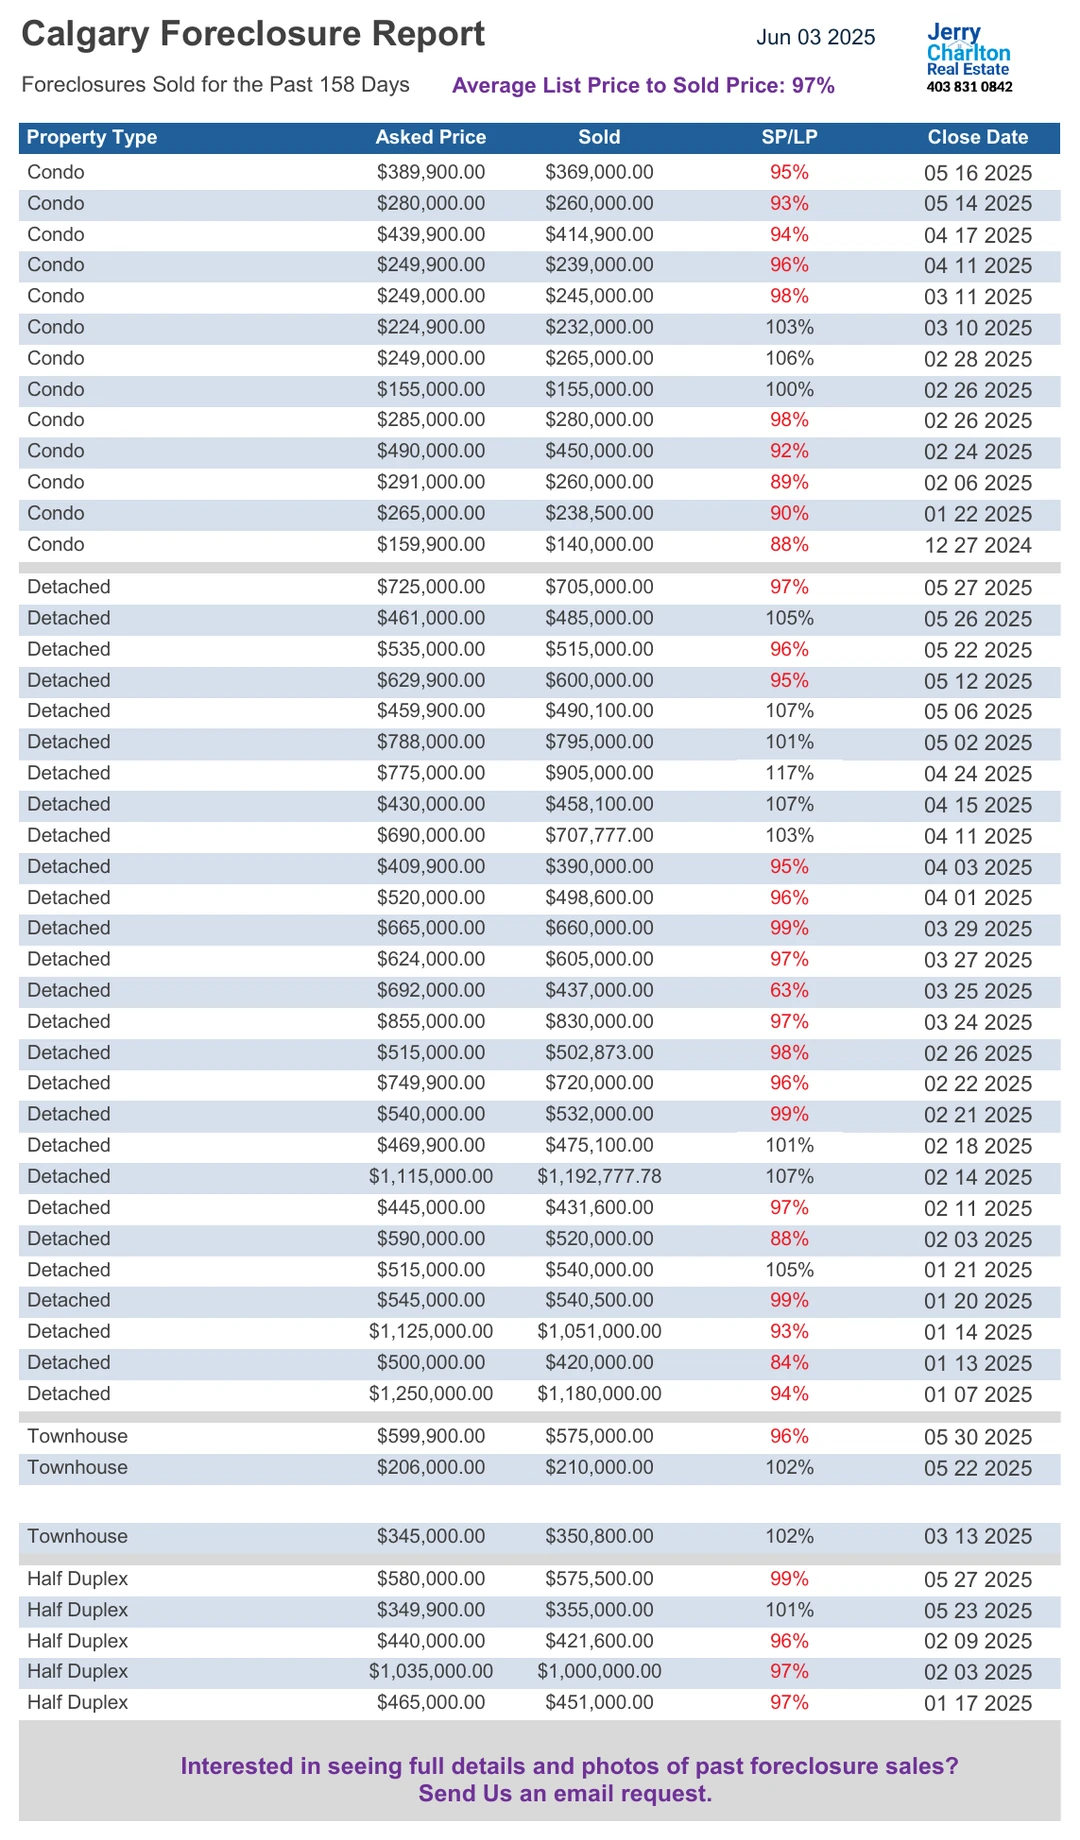 Calgary Foreclosure Report
Jun 03 2025
Jerry
Charlton
Real Estate
403 831 0842
Foreclosures Sold for the Past 158 Days
Average List Price to Sold Price: 97%
Property Type Asked Price Sold SP/LP Close Date
Condo $389,900.00 $369,000.00 95% 05 16 2025
Condo $280,000.00 $260,000.00 93% 05 14 2025
Condo $439,900.00 $414,900.00 94% 04 17 2025
Condo $249,900.00 $239,000.00 96% 04 11 2025
Condo $249,000.00 $245,000.00 98% 03 11 2025
Condo $224,900.00 $232,000.00 103% 03 10 2025
Condo $249,000.00 $265,000.00 106% 02 28 2025
Condo $155,000.00 $155,000.00 100% 02 26 2025
Condo $285,000.00 $280,000.00 98% 02 26 2025
Condo $490,000.00 $450,000.00 92% 02 24 2025
Condo $291,000.00 $260,000.00 89% 02 06 2025
Condo $265,000.00 $238,500.00 90% 01 22 2025
Condo $159,900.00 $140,000.00 88% 12 27 2024
Detached $725,000.00 $705,000.00 97% 05 27 2025
Detached $461,000.00 $485,000.00 105% 05 26 2025
Detached $535,000.00 $515,000.00 96% 05 22 2025
Detached $629,900.00 $600,000.00 95% 05 12 2025
Detached $459,900.00 $490,100.00 107% 05 06 2025
Detached $788,000.00 $795,000.00 101% 05 02 2025
Detached $775,000.00 $905,000.00 117% 04 24 2025
Detached $430,000.00 $458,100.00 107% 04 15 2025
Detached $690,000.00 $707,777.00 103% 04 11 2025
Detached $409,900.00 $390,000.00 95% 04 03 2025
Detached $520,000.00 $498,600.00 96% 04 01 2025
Detached $665,000.00 $660,000.00 99% 03 29 2025
Detached $624,000.00 $605,000.00 97% 03 27 2025
Detached $692,000.00 $437,000.00 63% 03 25 2025
Detached $855,000.00 $830,000.00 97% 03 24 2025
Detached $515,000.00 $502,873.00 98% 02 26 2025
Detached $749,900.00 $720,000.00 96% 02 22 2025
Detached $540,000.00 $532,000.00 99% 02 21 2025
Detached $469,900.00 $475,100.00 101% 02 18 2025
Detached $1,115,000.00 $1,192,777.78 107% 02 14 2025
Detached $445,000.00 $431,600.00 97% 02 11 2025
Detached $590,000.00 $520,000.00 88% 02 03 2025
Detached $515,000.00 $540,000.00 105% 01 21 2025
Detached $545,000.00 $540,500.00 99% 01 20 2025
Detached $1,125,000.00 $1,051,000.00 93% 01 14 2025
Detached $500,000.00 $420,000.00 84% 01 13 2025
Detached $1,250,000.00 $1,180,000.00 94% 01 07 2025
Townhouse $599,900.00 $575,000.00 96% 05 30 2025
Townhouse $206,000.00 $210,000.00 102% 05 22 2025
Townhouse $345,000.00 $350,800.00 102% 03 13 2025
Half Duplex $580,000.00 $575,500.00 99% 05 27 2025
Half Duplex $349,900.00 $355,000.00 101% 05 23 2025
Half Duplex $440,000.00 $421,600.00 96% 02 09 2025
Half Duplex $1,035,000.00 $1,000,000.00 97% 02 03 2025
Half Duplex $465,000.00 $451,000.00 97% 01 17 2025
Interested in seeing full details and photos of past foreclosure sales?
Send Us an email request.